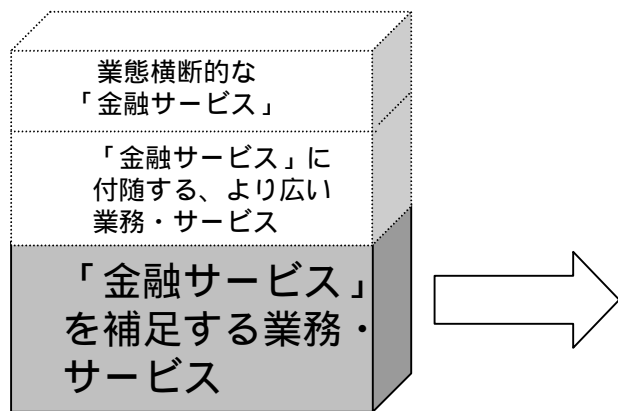 業態横断的な
「金融サービス」
「金融サービス」に
付随する、より広い
業務・サービス
「金融サービス」
を補足する業務・
サービス